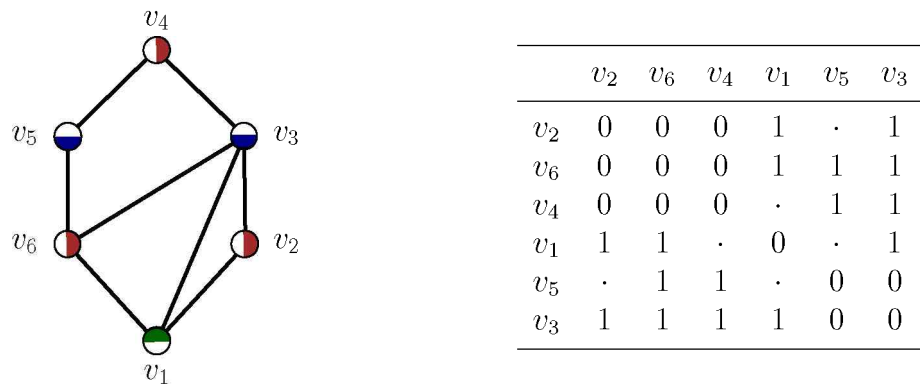 v₄
v₅
v₃
v₆
v₂
v₁
v₂ v₆ v₄ v₁ v₅ v₃
v₂ 0 0 0 1 · 1
v₆ 0 0 0 1 1 1
v₄ 0 0 0 · 1 1
v₁ 1 1 · 0 · 1
v₅ · 1 1 · 0 0
v₃ 1 1 1 1 0 0